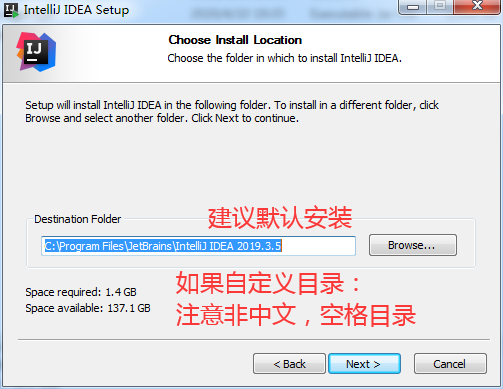 IntelliJ IDEA Setup
IJ
Choose Install Location
Choose the folder in which to install IntelliJ IDEA.
Setup will install IntelliJ IDEA in the following folder. To install in a different folder, click
Browse and select another folder. Click Next to continue.
建议默认安装
Destination Folder
C:\Program Files\JetBrains\IntelliJ IDEA 2019.3.5
Browse...
如果自定义目录：
注意非中文，空格目录
Space required: 1.4 GB
Space available: 137.1 GB
< Back
Next >
Cancel